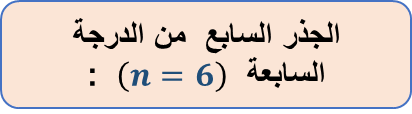 الجذر السابع من الدرجة
السابعة (n = 6) :